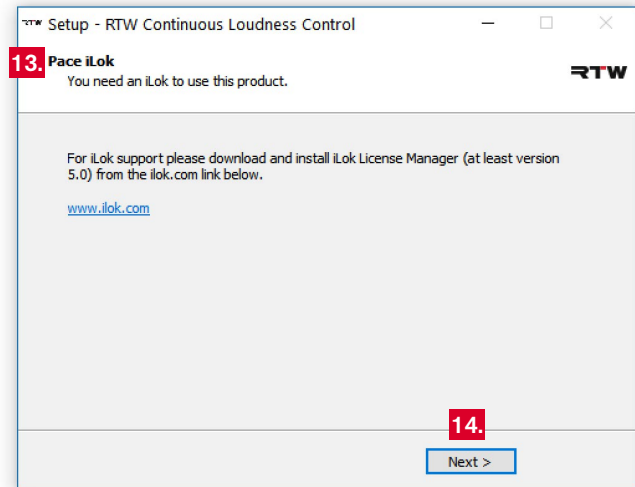 RTW Setup - RTW Continuous Loudness Control
13. Pace iLok
You need an iLok to use this product.
RTW
For iLok support please download and install iLok License Manager (at least version
5.0) from the ilok.com link below.
www.ilok.com
14.
Next >